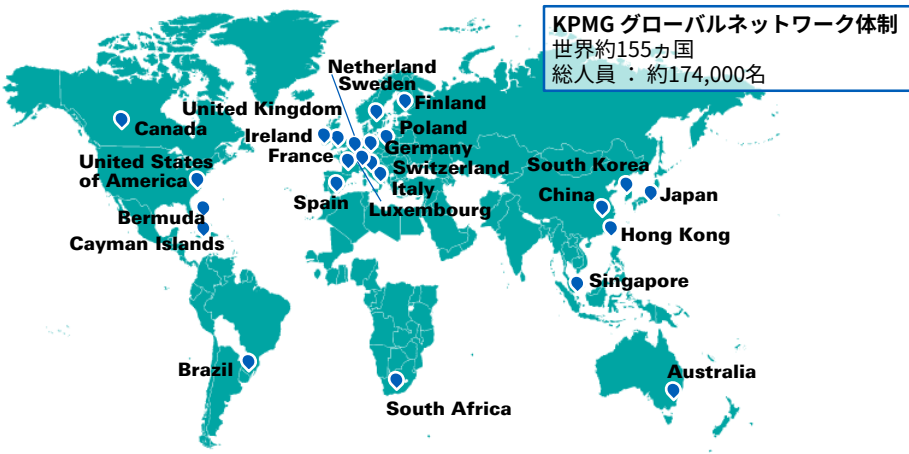 KPMG グローバルネットワーク体制
世界約155ヵ国
総人員 ： 約174,000名
Netherland
Sweden
Finland
United Kingdom
Canada
Ireland
Poland
Germany
France
United States
of America
Switzerland
South Korea
Italy
Spain
China
Japan
Luxembourg
Bermuda
Cayman Islands
Hong Kong
Singapore
Brazil
Australia
South Africa